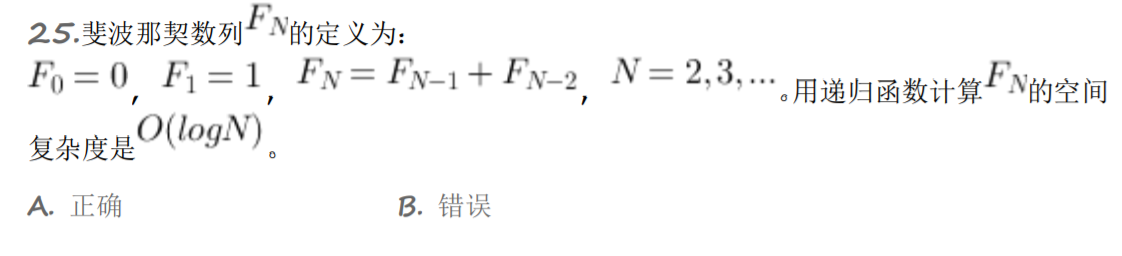 25.斐波那契数列F_N的定义为：
F_0 = 0，F_1 = 1，F_N = F_{N-1} + F_{N-2}，N = 2,3,...。用递归函数计算F_N的空间
复杂度是O(logN)。
A. 正确 B. 错误